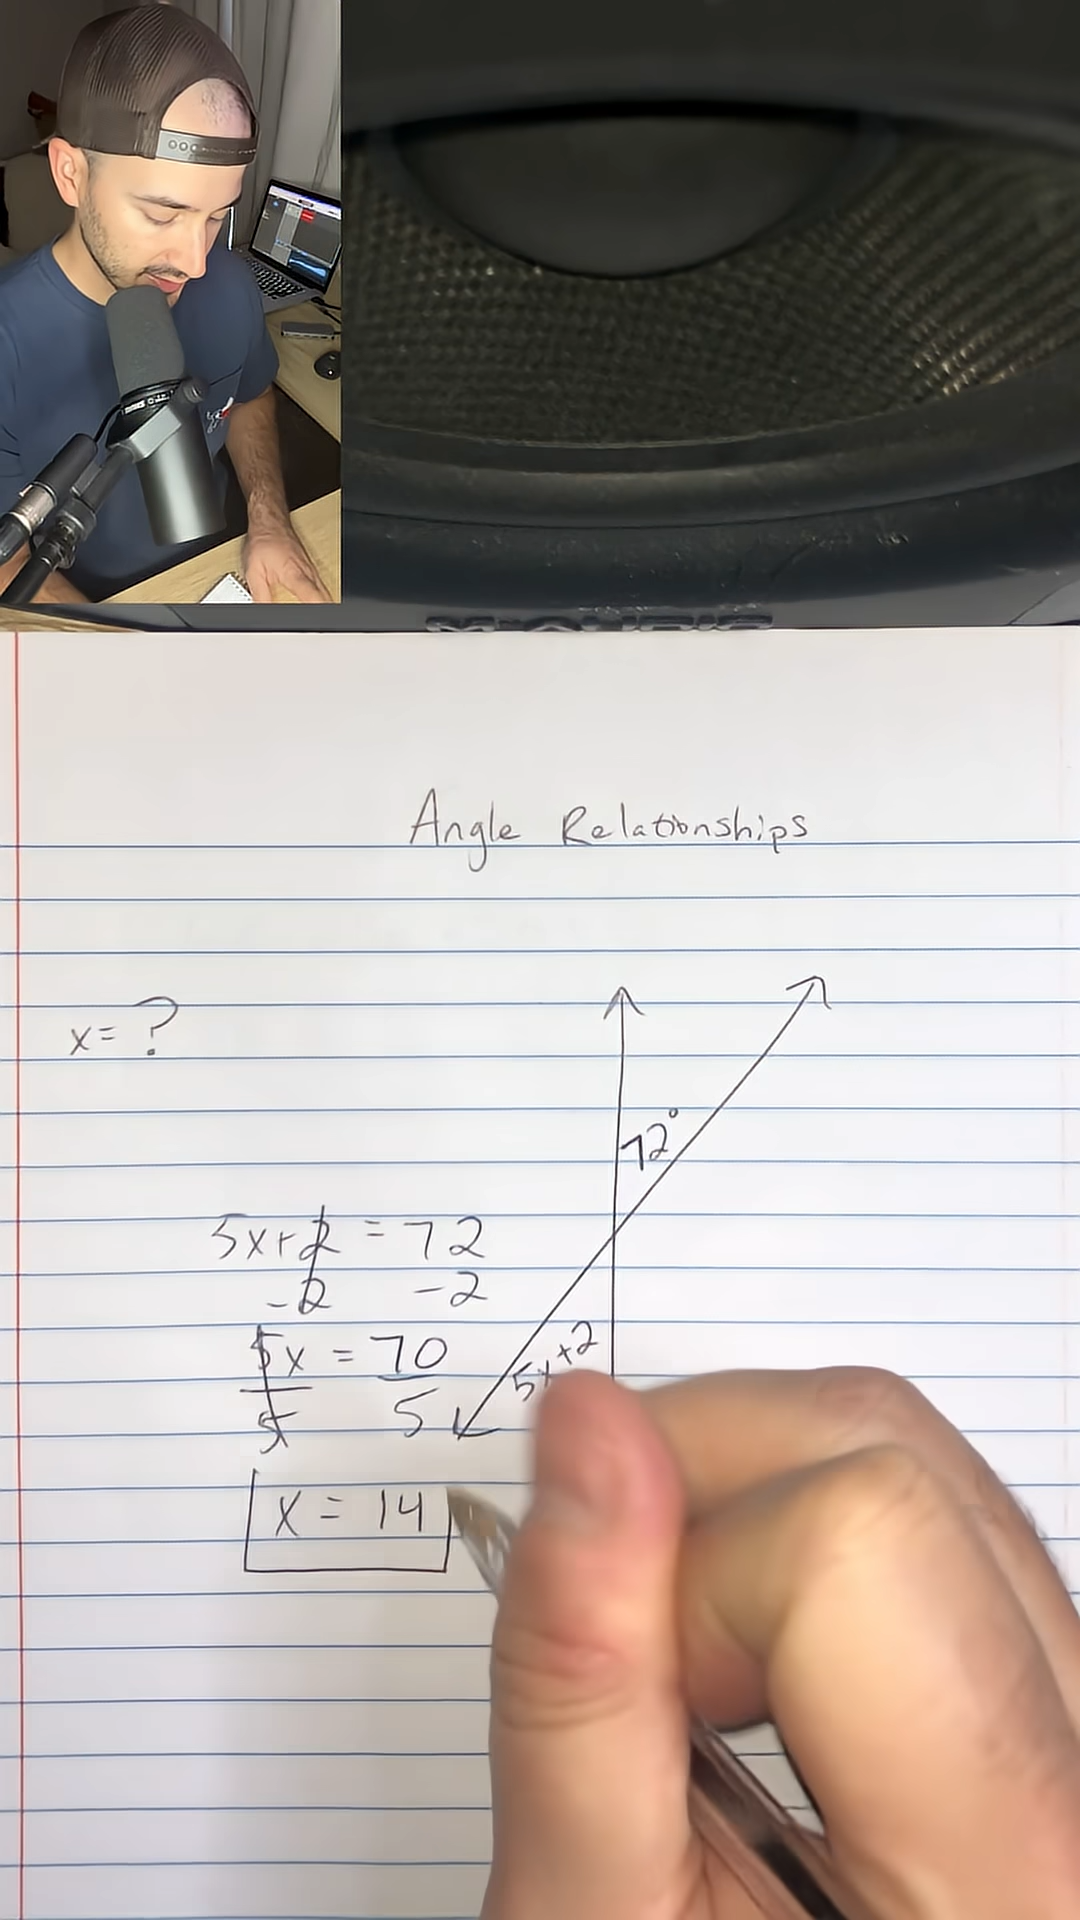 Angle Relationships
x = ?
72°
5x+2 = 72
-2 -2
5x = 70
5 5
5x+2
x = 14